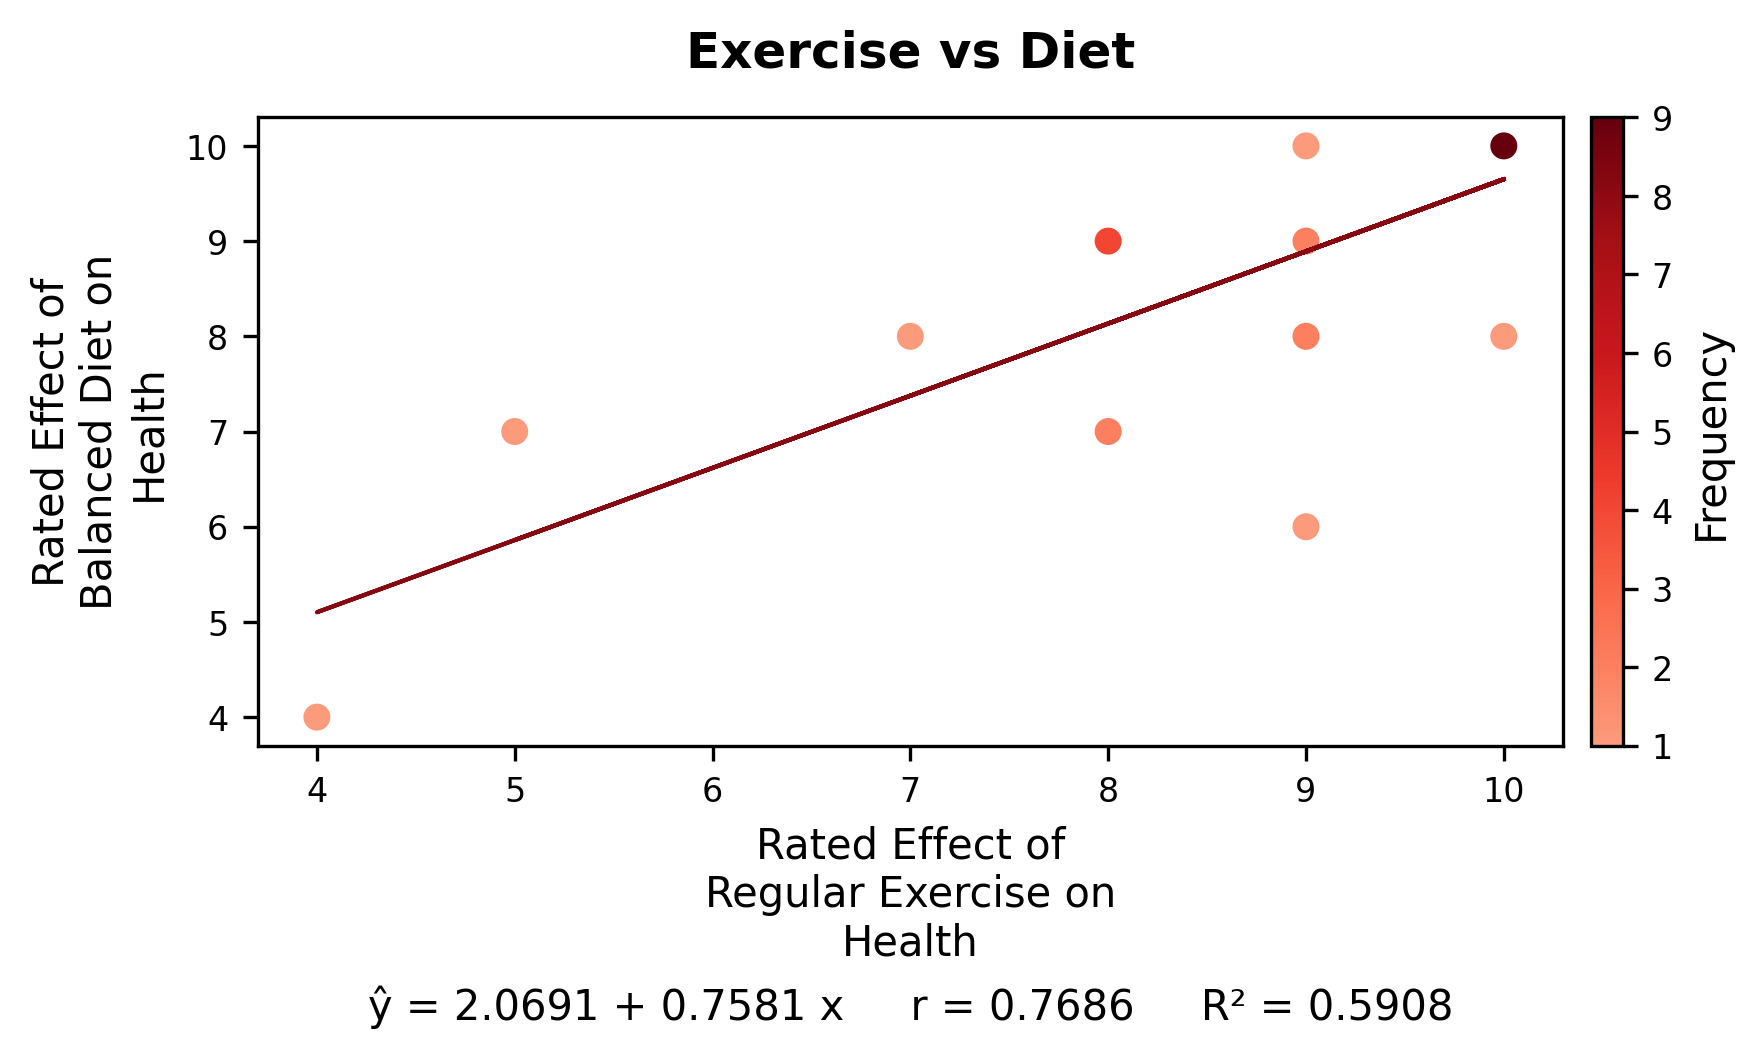 Exercise vs Diet
Rated Effect of
Balanced Diet on
Health
10
9
8
7
6
5
4
4 5 6 7 8 9 10
Rated Effect of
Regular Exercise on
Health
9
8
7
6
5
4
3
2
1
Frequency
ŷ = 2.0691 + 0.7581 x r = 0.7686 R² = 0.5908